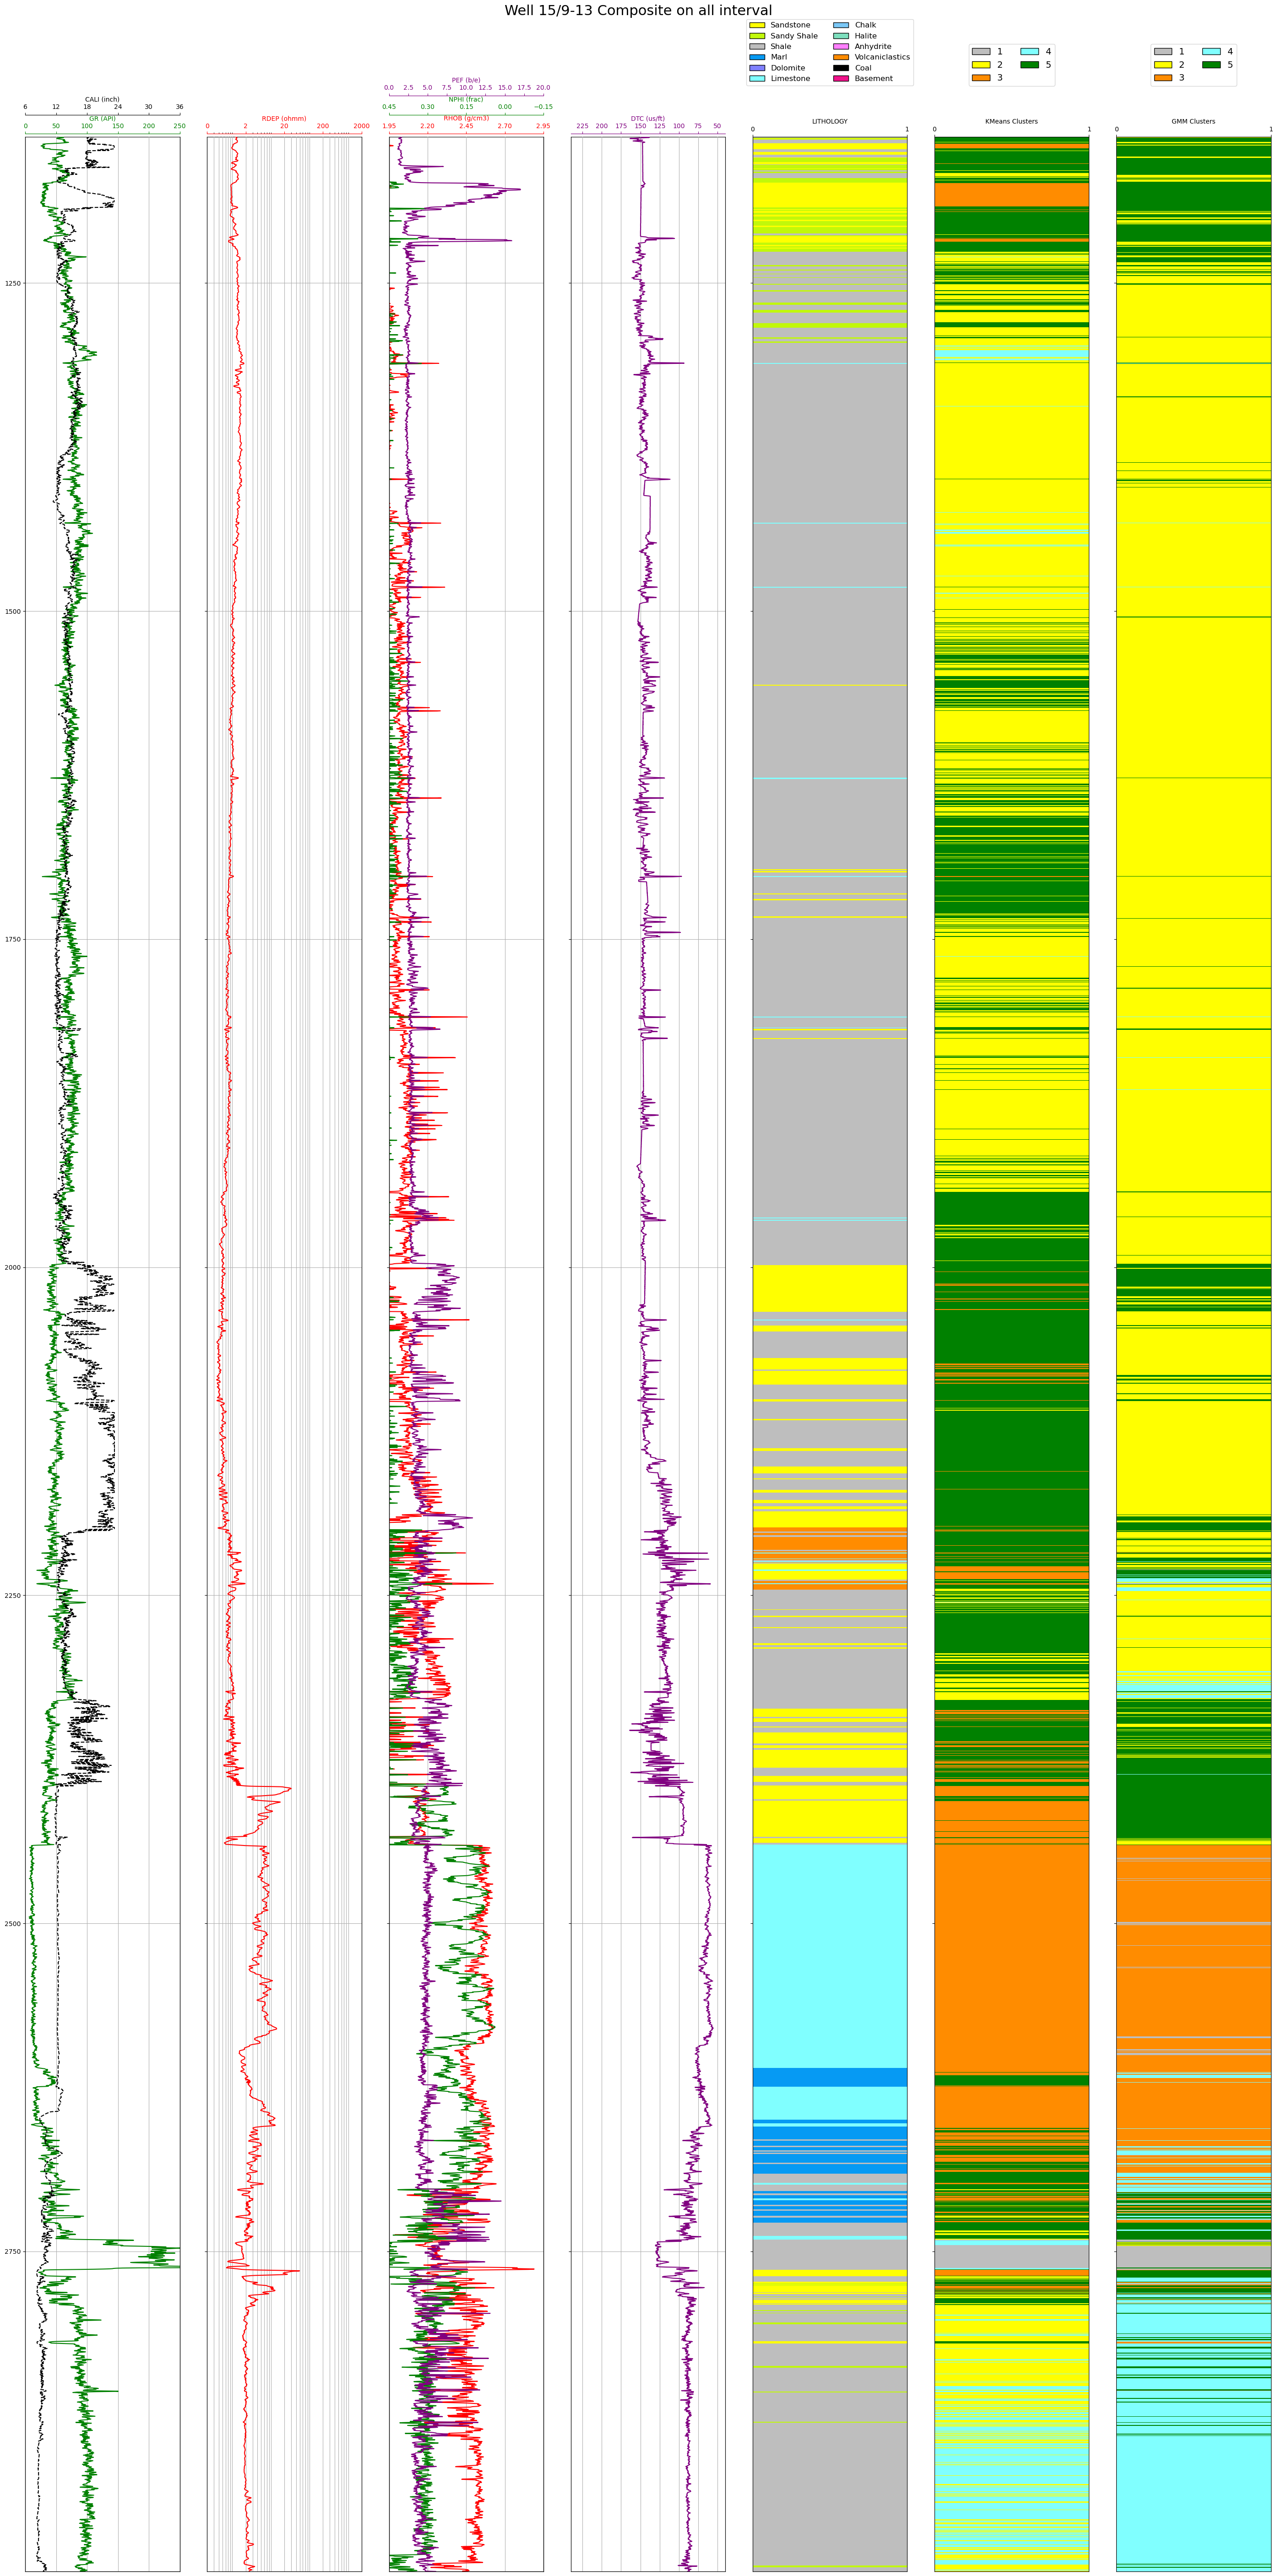 Well 15/9-13 Composite on all interval
Sandstone Chalk
Sandy Shale Halite
Shale Anhydrite
Marl Volcaniclastics
Dolomite Coal
Limestone Basement
1 4
2 5
3
1 4
2 5
3
PEF (b/e)
0.0 2.5 5.0 7.5 10.0 12.5 15.0 17.5 20.0
CALI (inch)
6 12 18 24 30 36
NPHI (frac)
0.45 0.30 0.15 0.00 −0.15
GR (API)
0 50 100 150 200 250
RDEP (ohmm)
0 2 20 200 2000
RHOB (g/cm3)
1.95 2.20 2.45 2.70 2.95
DTC (us/ft)
225 200 175 150 125 100 75 50
LITHOLOGY
0 1
KMeans Clusters
0 1
GMM Clusters
0 1
1250
1500
1750
2000
2250
2500
2750